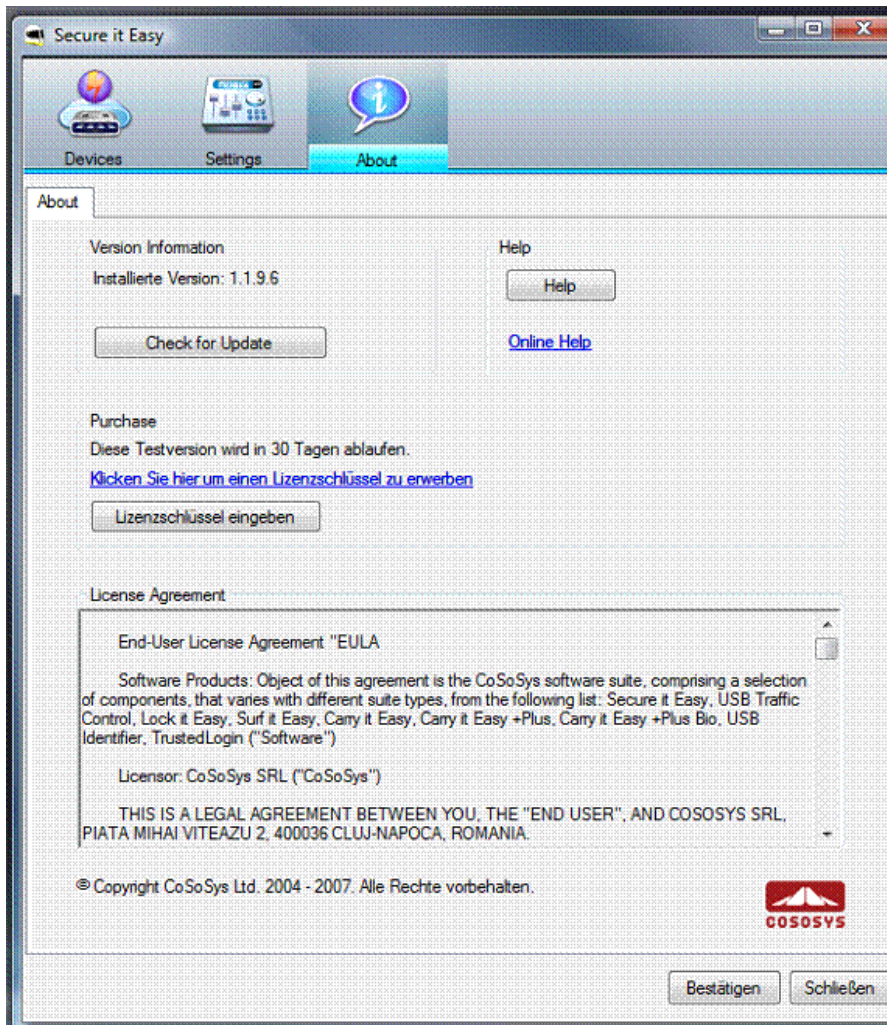 Secure it Easy
Devices
Settings
About
About
Version Information
Installierte Version: 1.1.9.6
Check for Update
Help
Help
Online Help
Purchase
Diese Testversion wird in 30 Tagen ablaufen.
Klicken Sie hier um einen Lizenzschlüssel zu erwerben
Lizenzschlüssel eingeben
License Agreement
End-User License Agreement "EULA
Software Products: Object of this agreement is the CoSoSys software suite, comprising a selection
of components, that varies with different suite types, from the following list: Secure it Easy, USB Traffic
Control, Lock it Easy, Surf it Easy, Carry it Easy, Carry it Easy +Plus, Carry it Easy +Plus Bio, USB
Identifier, TrustedLogin ("Software")
Licensor: CoSoSys SRL ("CoSoSys")
THIS IS A LEGAL AGREEMENT BETWEEN YOU, THE "END USER", AND COSOSYS SRL,
PIATA MIHAI VITEAZU 2, 400036 CLUJ-NAPOCA, ROMANIA.
© Copyright CoSoSys Ltd. 2004 - 2007. Alle Rechte vorbehalten.
COSOSYS
Bestätigen
Schließen